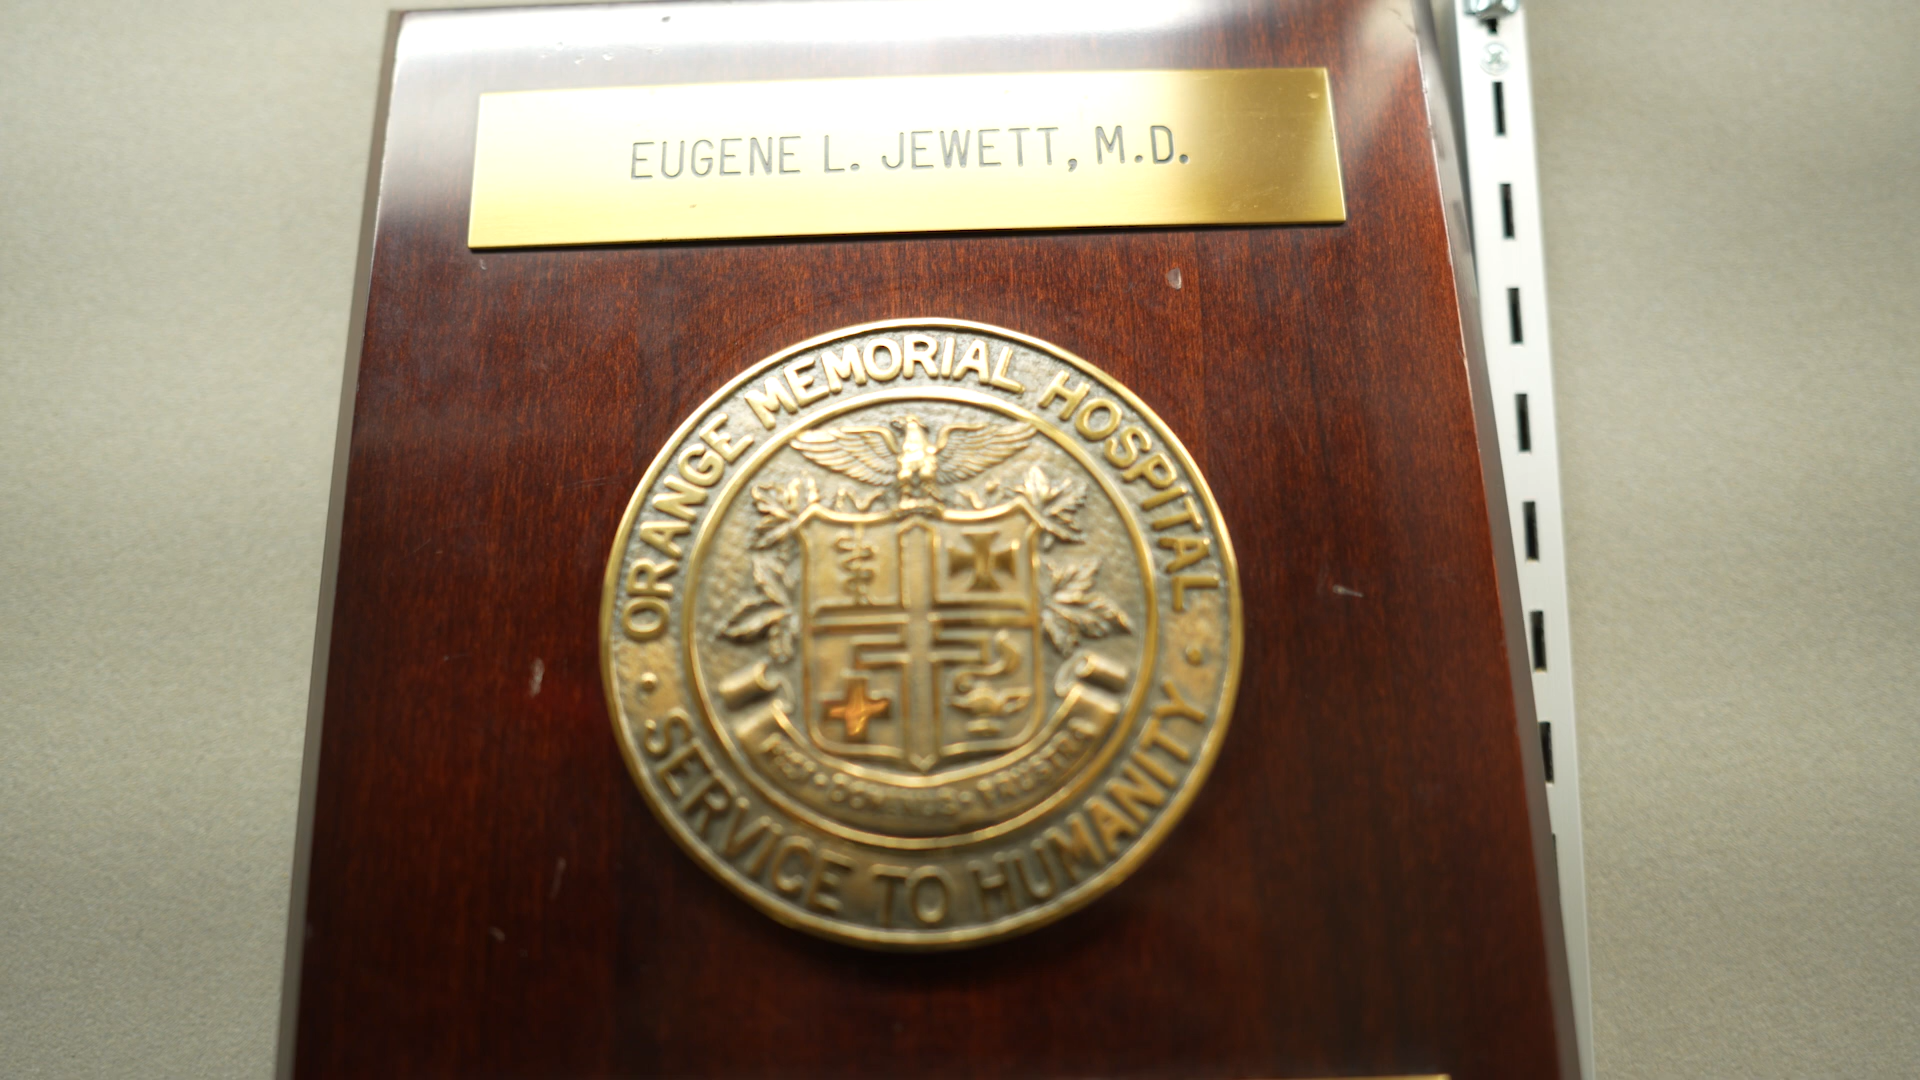 EUGENE L. JEWETT, M.D.
ORANGE MEMORIAL HOSPITAL
SERVICE TO HUMANITY